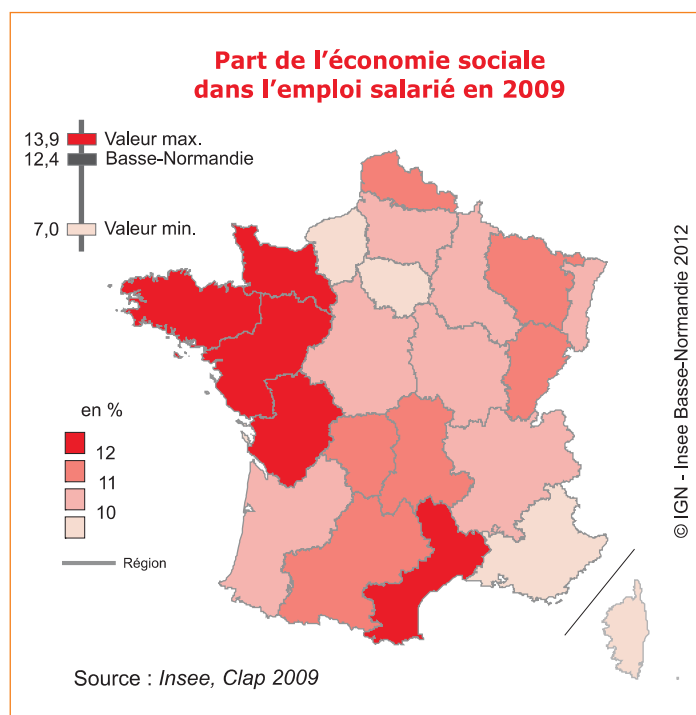 Part de l'économie sociale
dans l'emploi salarié en 2009
13,9 Valeur max.
12,4 Basse-Normandie
7,0 Valeur min.
en %
12
11
10
Région
Source : Insee, Clap 2009
© IGN - Insee Basse-Normandie 2012